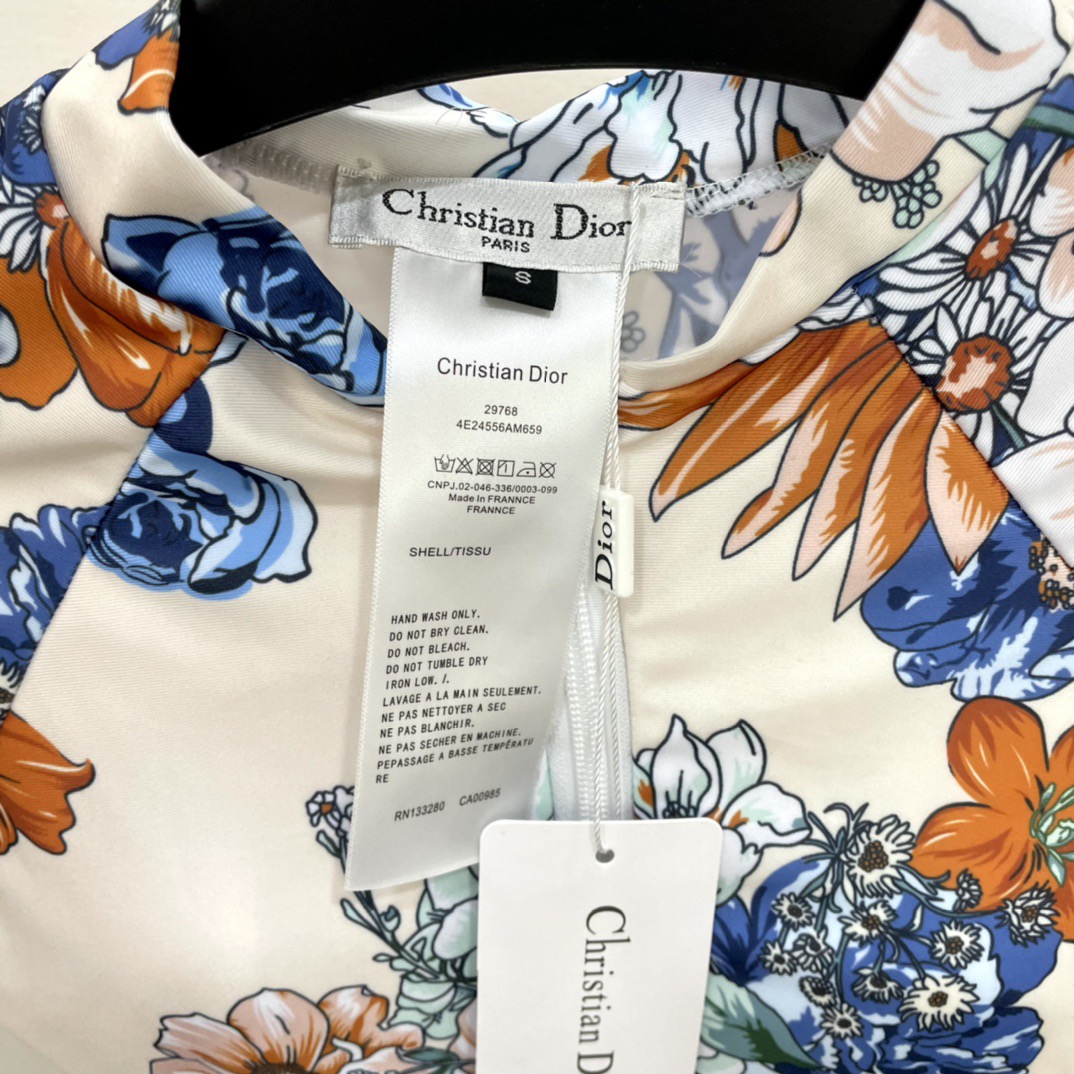 Christian Dior
PARIS
S
Christian Dior
29768
4E24556AM659
CNPJ.02-046-336/0003-099
Made In FRANNCE
FRANNCE
SHELL/TISSU
HAND WASH ONLY.
DO NOT BRY CLEAN.
DO NOT BLEACH.
DO NOT TUMBLE DRY
IRON LOW. /.
LAVAGE A LA MAIN SEULEMENT.
NE PAS NETTOYER A SEC
NE PAS BLANCHIR.
NE PAS SECHER EN MACHINE.
PEPASSAGE A BASSE TEMPÉRATU
RE
RN133280 CA00985
Dior
Christian D